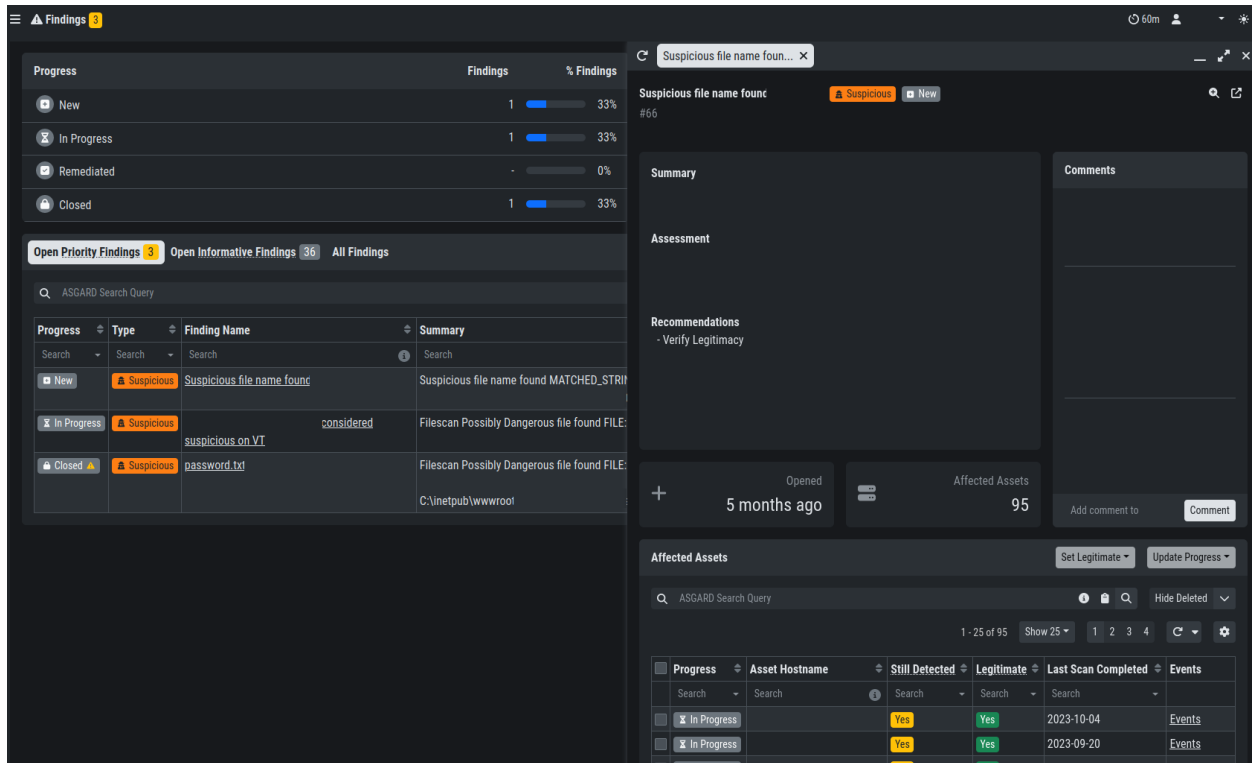 Findings 3
60m
Progress Findings % Findings
New 1 33%
In Progress 1 33%
Remediated - 0%
Closed 1 33%
Open Priority Findings 3 Open Informative Findings 36 All Findings
ASGARD Search Query
Progress Type Finding Name Summary
Search Search Search Search
New Suspicious Suspicious file name found Suspicious file name found MATCHED_STRIN
In Progress Suspicious considered Filescan Possibly Dangerous file found FILE:
suspicious on VT
Closed Suspicious password.txt Filescan Possibly Dangerous file found FILE:
C:\inetpub\wwwroot
Suspicious file name foun...
Suspicious file name found Suspicious New
#66
Summary
Assessment
Recommendations
- Verify Legitimacy
Comments
Add comment to Comment
Opened
5 months ago
Affected Assets
95
Affected Assets Set Legitimate Update Progress
ASGARD Search Query Hide Deleted
1 - 25 of 95 Show 25 1 2 3 4
Progress Asset Hostname Still Detected Legitimate Last Scan Completed Events
Search Search Search Search Search
In Progress Yes Yes 2023-10-04 Events
In Progress Yes Yes 2023-09-20 Events